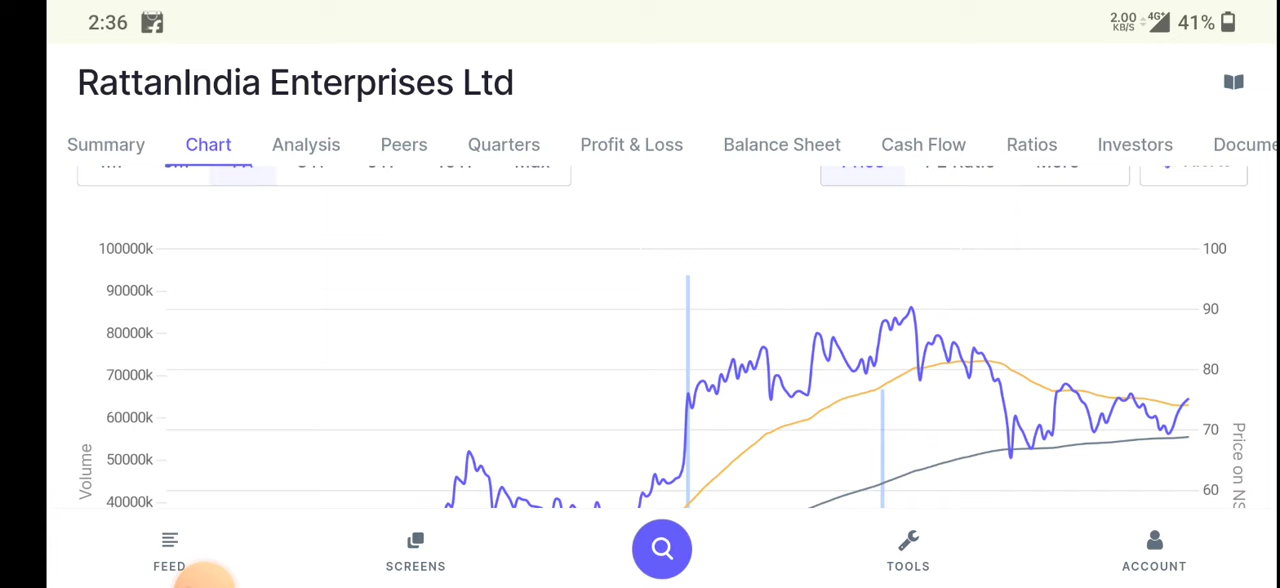 2:36 2.00 KB/S 4G+ 41%
RattanIndia Enterprises Ltd
Summary Chart Analysis Peers Quarters Profit & Loss Balance Sheet Cash Flow Ratios Investors Docume
100000k 100
90000k 90
80000k 80
70000k
60000k 70
50000k
40000k 60
Volume
Price on NS
FEED SCREENS TOOLS ACCOUNT